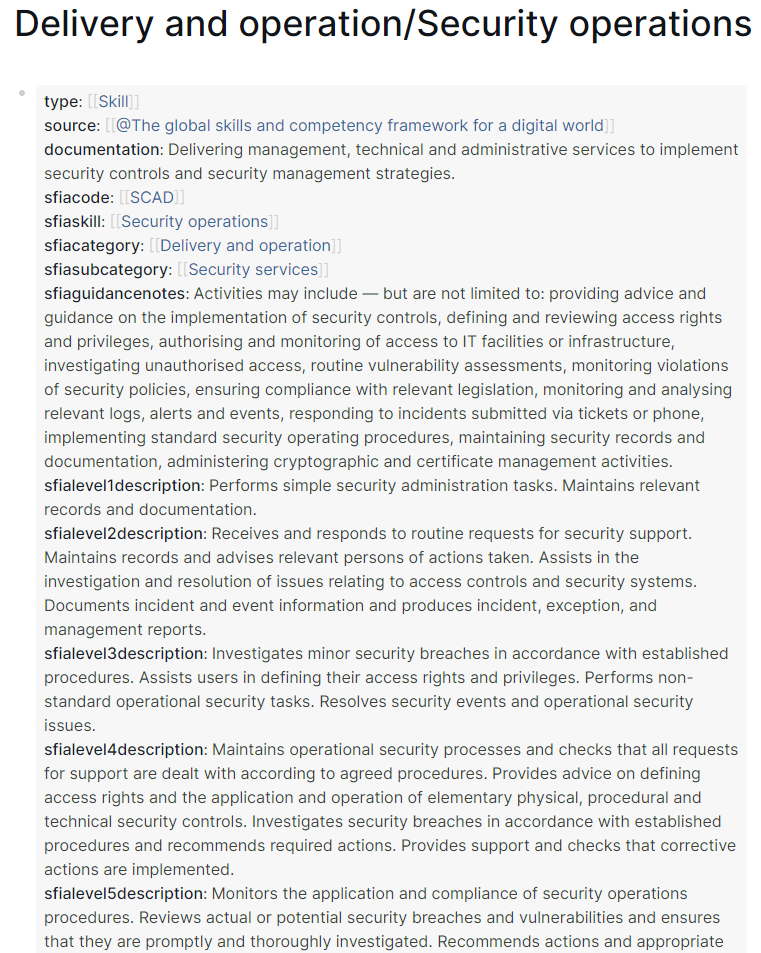 Delivery and operation/Security operations
type: [[Skill]]
source: [[@The global skills and competency framework for a digital world]]
documentation: Delivering management, technical and administrative services to implement
security controls and security management strategies.
sfiacode: [[SCAD]]
sfiaskill: [[Security operations]]
sfiacategory: [[Delivery and operation]]
sfiasubcategory: [[Security services]]
sfiaguidancenotes: Activities may include — but are not limited to: providing advice and
guidance on the implementation of security controls, defining and reviewing access rights
and privileges, authorising and monitoring of access to IT facilities or infrastructure,
investigating unauthorised access, routine vulnerability assessments, monitoring violations
of security policies, ensuring compliance with relevant legislation, monitoring and analysing
relevant logs, alerts and events, responding to incidents submitted via tickets or phone,
implementing standard security operating procedures, maintaining security records and
documentation, administering cryptographic and certificate management activities.
sfialevel1description: Performs simple security administration tasks. Maintains relevant
records and documentation.
sfialevel2description: Receives and responds to routine requests for security support.
Maintains records and advises relevant persons of actions taken. Assists in the
investigation and resolution of issues relating to access controls and security systems.
Documents incident and event information and produces incident, exception, and
management reports.
sfialevel3description: Investigates minor security breaches in accordance with established
procedures. Assists users in defining their access rights and privileges. Performs non-
standard operational security tasks. Resolves security events and operational security
issues.
sfialevel4description: Maintains operational security processes and checks that all requests
for support are dealt with according to agreed procedures. Provides advice on defining
access rights and the application and operation of elementary physical, procedural and
technical security controls. Investigates security breaches in accordance with established
procedures and recommends required actions. Provides support and checks that corrective
actions are implemented.
sfialevel5description: Monitors the application and compliance of security operations
procedures. Reviews actual or potential security breaches and vulnerabilities and ensures
that they are promptly and thoroughly investigated. Recommends actions and appropriate